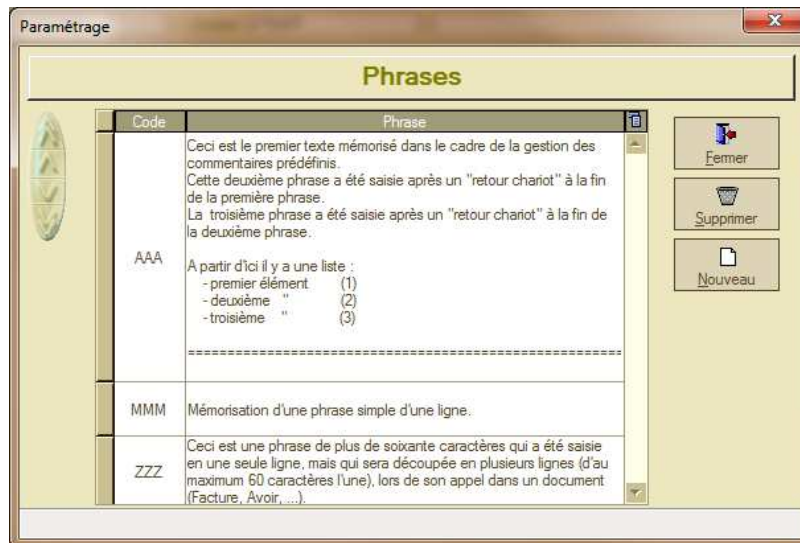 Paramétrage
Phrases
Code Phrase
Ceci est le premier texte mémorisé dans le cadre de la gestion des
commentaires prédéfinis.
Cette deuxième phrase a été saisie après un "retour chariot" à la fin
de la première phrase.
La troisième phrase a été saisie après un "retour chariot" à la fin de
la deuxième phrase.
AAA
A partir d'ici il y a une liste :
- premier élément (1)
- deuxième " (2)
- troisième " (3)
=======================================================
MMM Mémorisation d'une phrase simple d'une ligne.
Ceci est une phrase de plus de soixante caractères qui a été saisie
en une seule ligne, mais qui sera découpée en plusieurs lignes (d'au
ZZZ maximum 60 caractères l'une), lors de son appel dans un document
(Facture, Avoir, ...).
Fermer
Supprimer
Nouveau